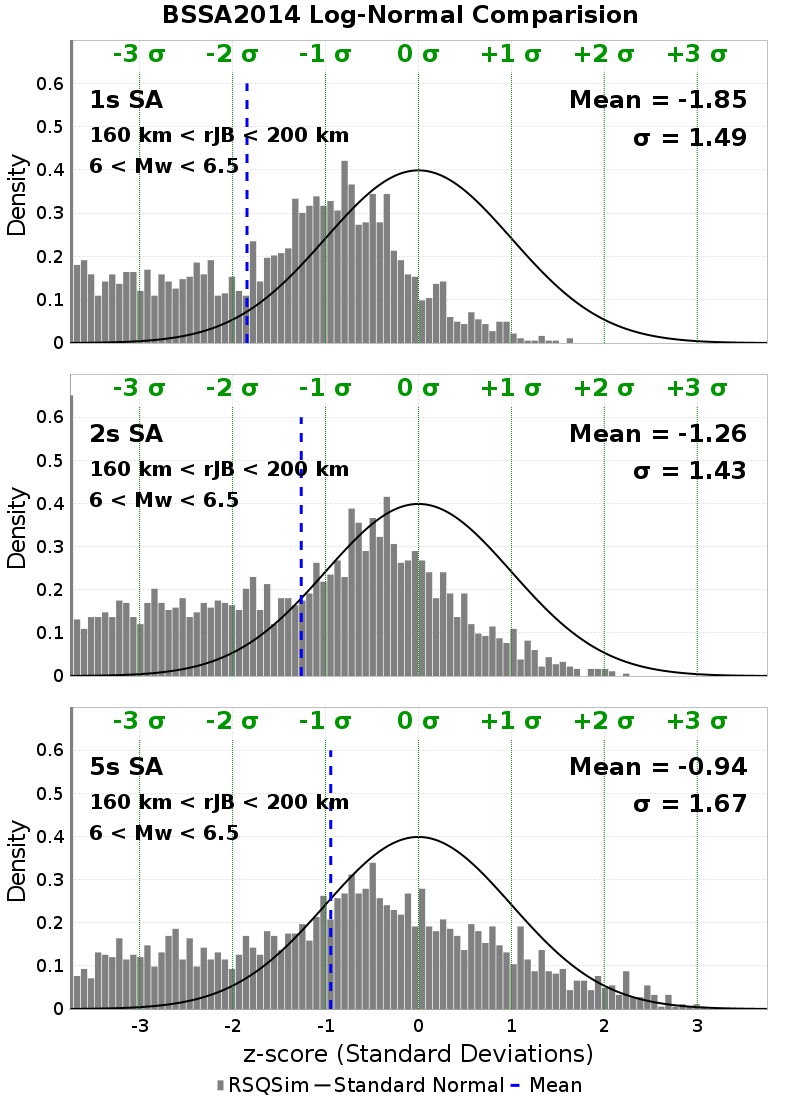 BSSA2014 Log-Normal Comparision
-3 σ -2 σ -1 σ 0 σ +1 σ +2 σ +3 σ
1s SA
Mean = -1.85
160 km < rJB < 200 km
σ = 1.49
6 < Mw < 6.5
Density
0.6
0.5
0.4
0.3
0.2
0.1
0
-3 σ -2 σ -1 σ 0 σ +1 σ +2 σ +3 σ
2s SA
Mean = -1.26
160 km < rJB < 200 km
σ = 1.43
6 < Mw < 6.5
Density
0.6
0.5
0.4
0.3
0.2
0.1
0
-3 σ -2 σ -1 σ 0 σ +1 σ +2 σ +3 σ
5s SA
Mean = -0.94
160 km < rJB < 200 km
σ = 1.67
6 < Mw < 6.5
Density
0.6
0.5
0.4
0.3
0.2
0.1
0
-3 -2 -1 0 1 2 3
z-score (Standard Deviations)
RSQSim Standard Normal Mean